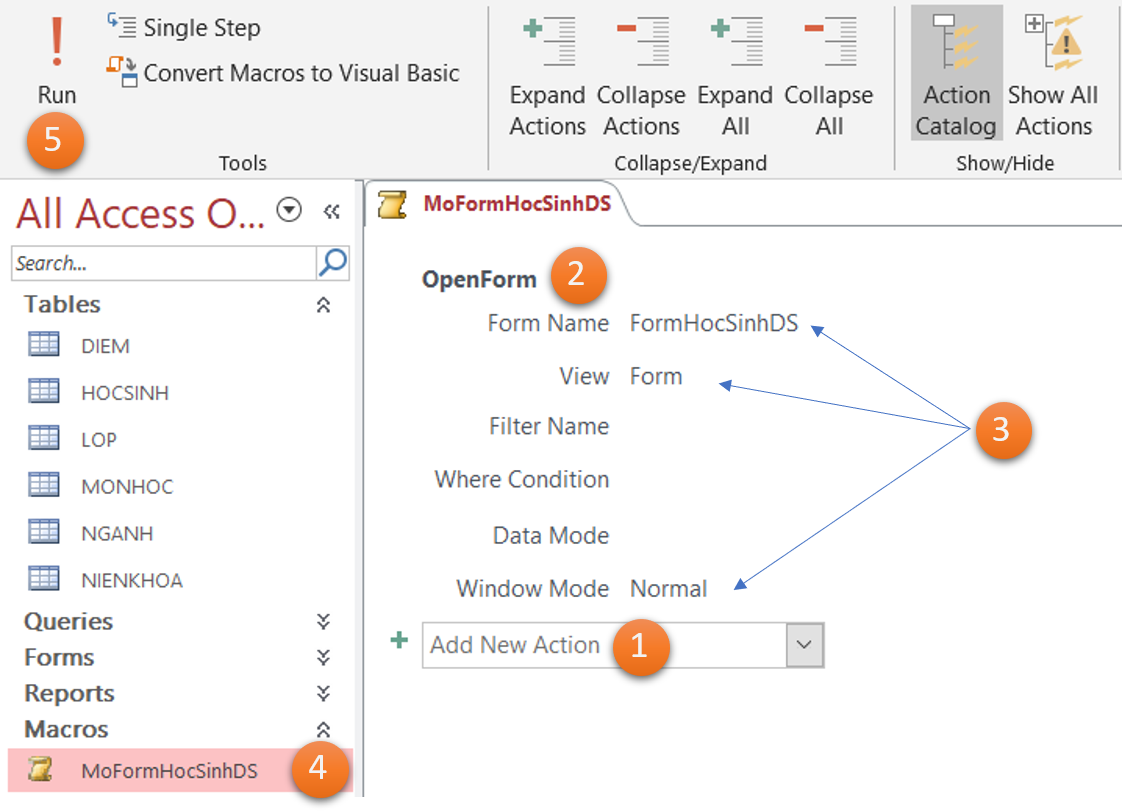 Single Step
Convert Macros to Visual Basic
Run
5
Tools
Expand Actions
Collapse Actions
Expand All
Collapse All
Collapse/Expand
Action Catalog
Show All Actions
Show/Hide
All Access O...
Search...
Tables
DIEM
HOCSINH
LOP
MONHOC
NGANH
NIENKHOA
Queries
Forms
Reports
Macros
MoFormHocSinhDS
4
MoFormHocSinhDS
OpenForm
2
Form Name FormHocSinhDS
View Form
Filter Name
Where Condition
Data Mode
Window Mode Normal
3
Add New Action
1